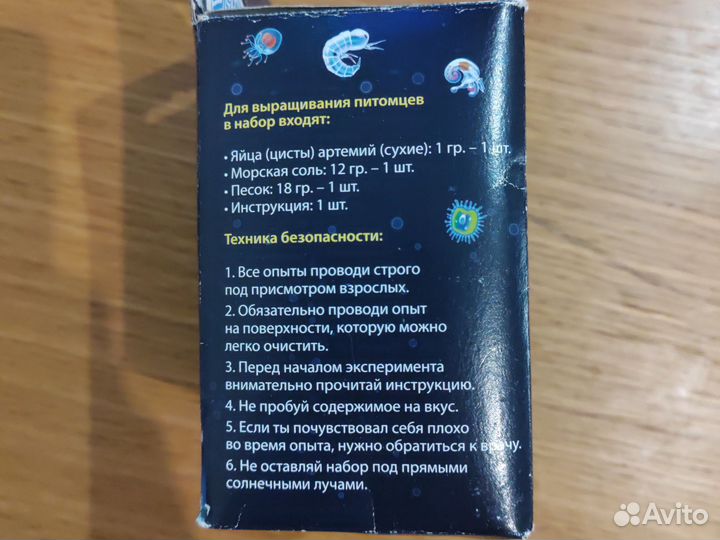 Для выращивания питомцев
в набор входят:
• Яйца (цисты) артемий (сухие): 1 гр. – 1 шт.
• Морская соль: 12 гр. – 1 шт.
• Песок: 18 гр. – 1 шт.
• Инструкция: 1 шт.
Техника безопасности:
1. Все опыты проводи строго
под присмотром взрослых.
2. Обязательно проводи опыт
на поверхности, которую можно
легко очистить.
3. Перед началом эксперимента
внимательно прочитай инструкцию.
4. Не пробуй содержимое на вкус.
5. Если ты почувствовал себя плохо
во время опыта, нужно обратиться к врачу.
6. Не оставляй набор под прямыми
солнечными лучами.
Avito